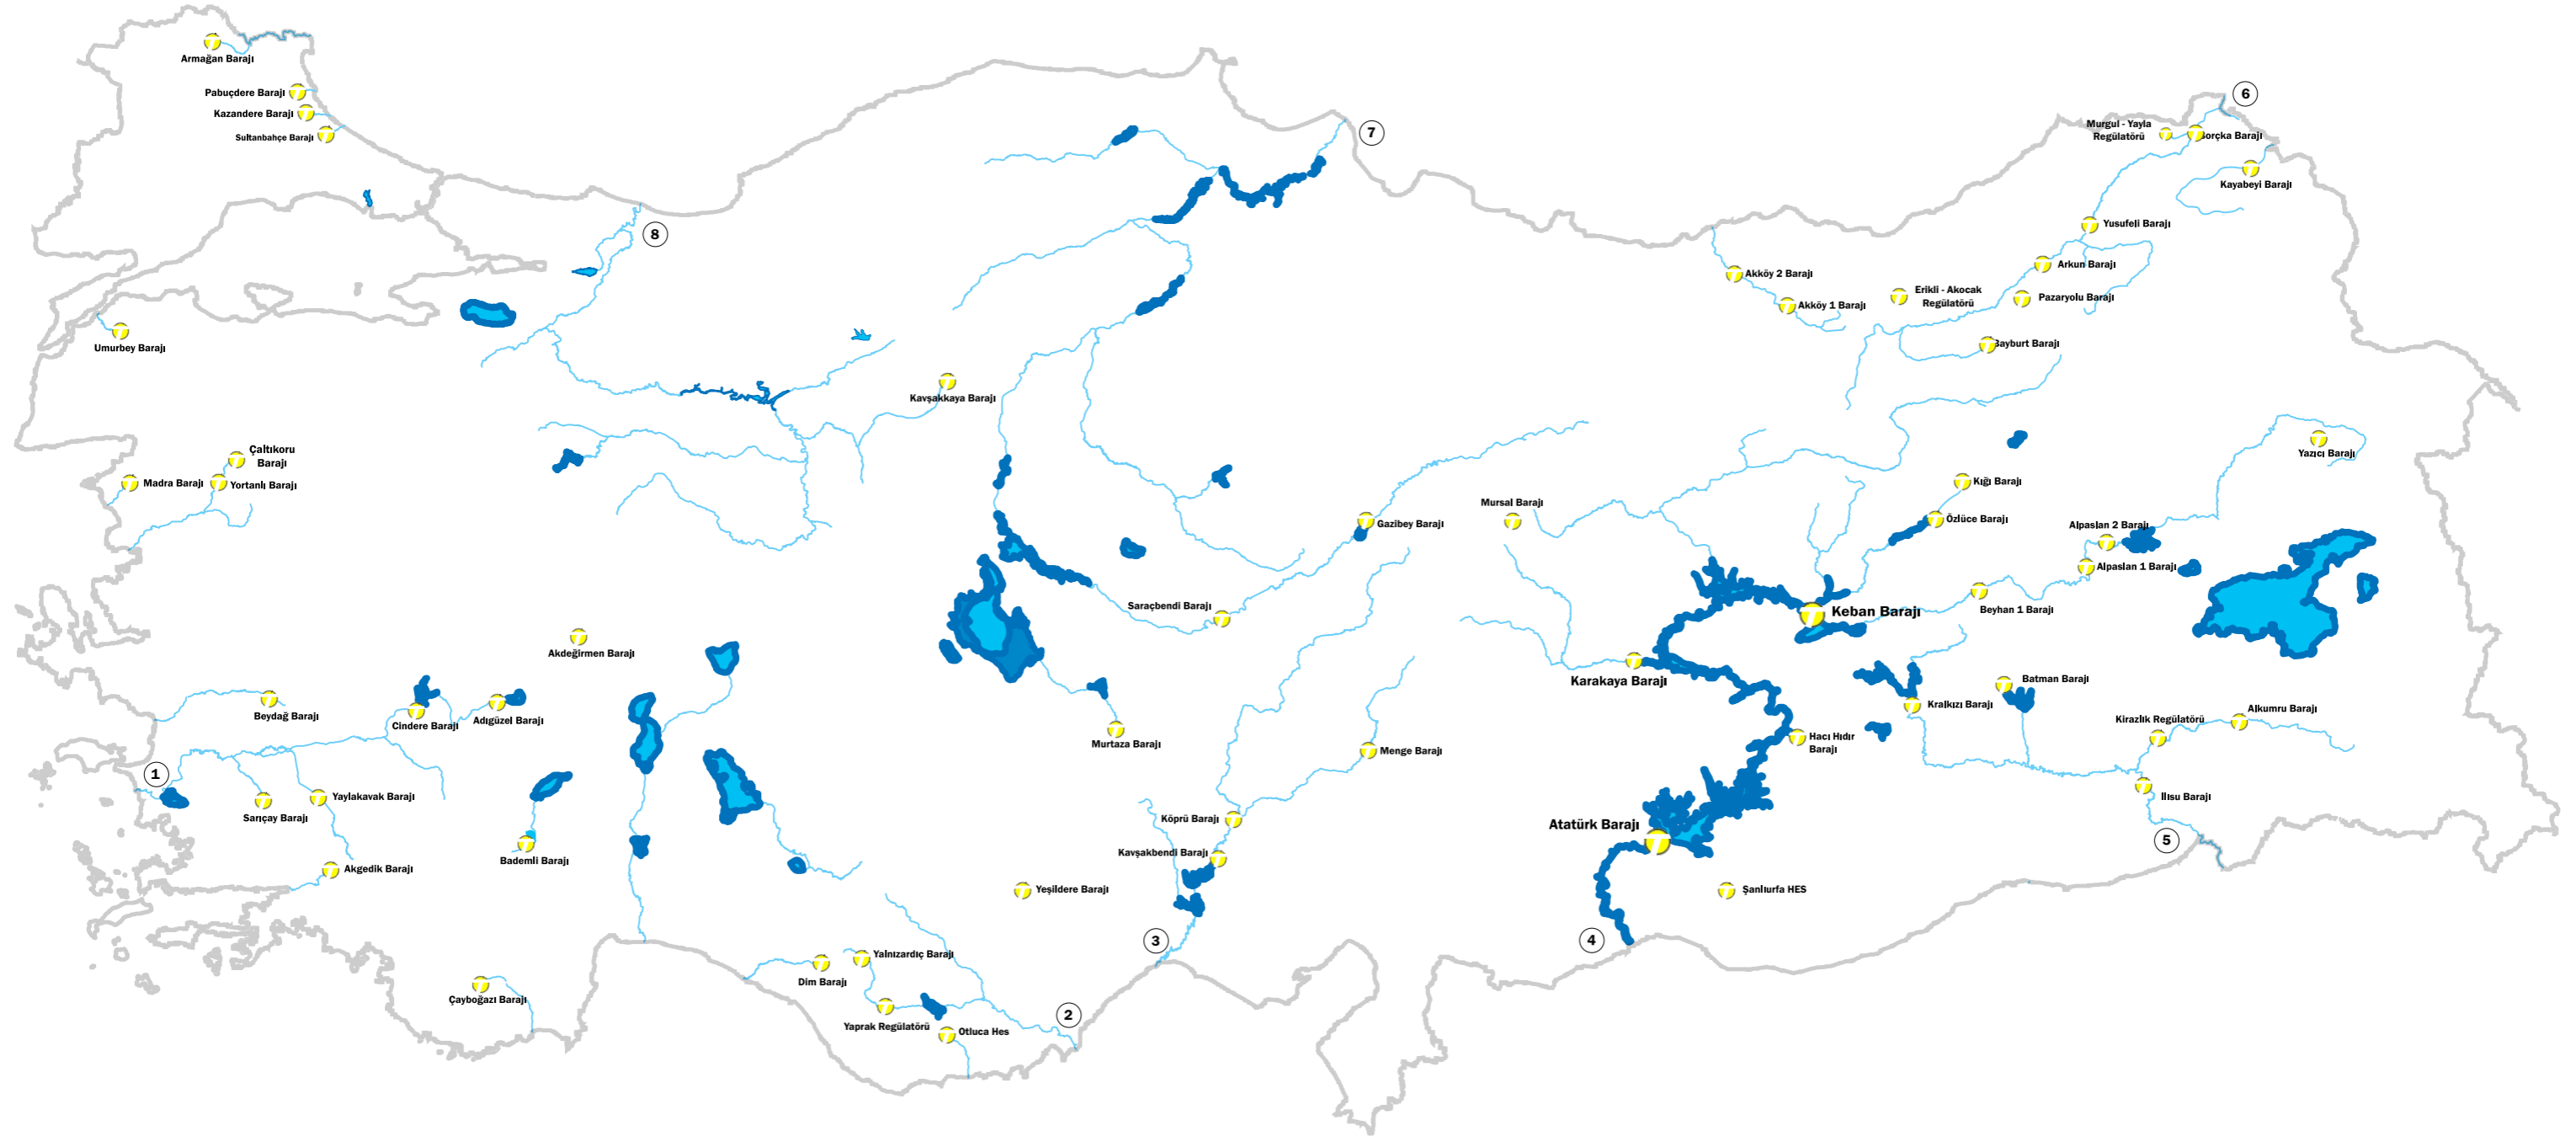 Armağan Barajı
Pabuçdere Barajı
Kazandere Barajı
Sultanbahçe Barajı
6
7
Murgul - Yayla
Regülatörü
Borçka Barajı
Kayabeyi Barajı
8
Yusufeli Barajı
Arkun Barajı
Akköy 2 Barajı
Erikli - Akocak
Regülatörü
Pazaryolu Barajı
Akköy 1 Barajı
Umurbey Barajı
Bayburt Barajı
Kavşakkaya Barajı
Çaltıkoru
Barajı
Yazıcı Barajı
Madra Barajı
Yortanlı Barajı
Kığı Barajı
Mursal Barajı
Gazibey Barajı
Özlüce Barajı
Alpaslan 2 Barajı
Alpaslan 1 Barajı
Saraçbendi Barajı
Keban Barajı
Beyhan 1 Barajı
Akdeğirmen Barajı
Karakaya Barajı
Batman Barajı
Kralkızı Barajı
Alkumru Barajı
Beydağ Barajı
Cindere Barajı
Adıgüzel Barajı
Kirazlık Regülatörü
Murtaza Barajı
Menge Barajı
Hacı Hıdır
Barajı
1
Yaylakavak Barajı
Ilısu Barajı
Sarıçay Barajı
Köprü Barajı
Atatürk Barajı
5
Kavşakbendi Barajı
Bademli Barajı
Akgedik Barajı
Yeşildere Barajı
Şanlıurfa HES
3
4
Yalnızardıç Barajı
Dim Barajı
Çayboğazı Barajı
2
Yaprak Regülatörü
Otluca Hes